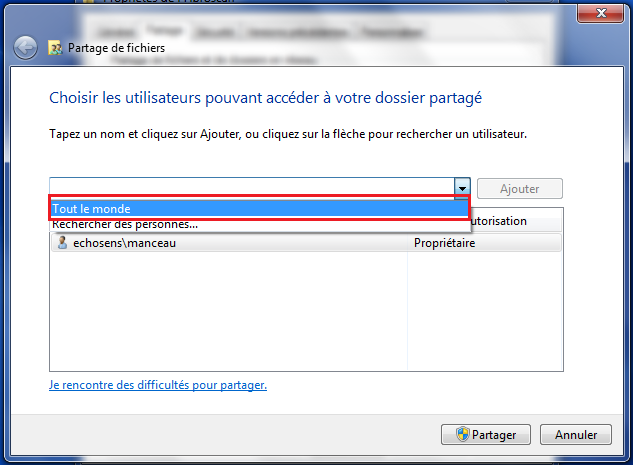 Partage
Partage de fichiers
Choisir les utilisateurs pouvant accéder à votre dossier partagé
Tapez un nom et cliquez sur Ajouter, ou cliquez sur la flèche pour rechercher un utilisateur.
Ajouter
Tout le monde
Rechercher des personnes...
utorisation
echosens\manceau
Propriétaire
Je rencontre des difficultés pour partager.
Partager
Annuler